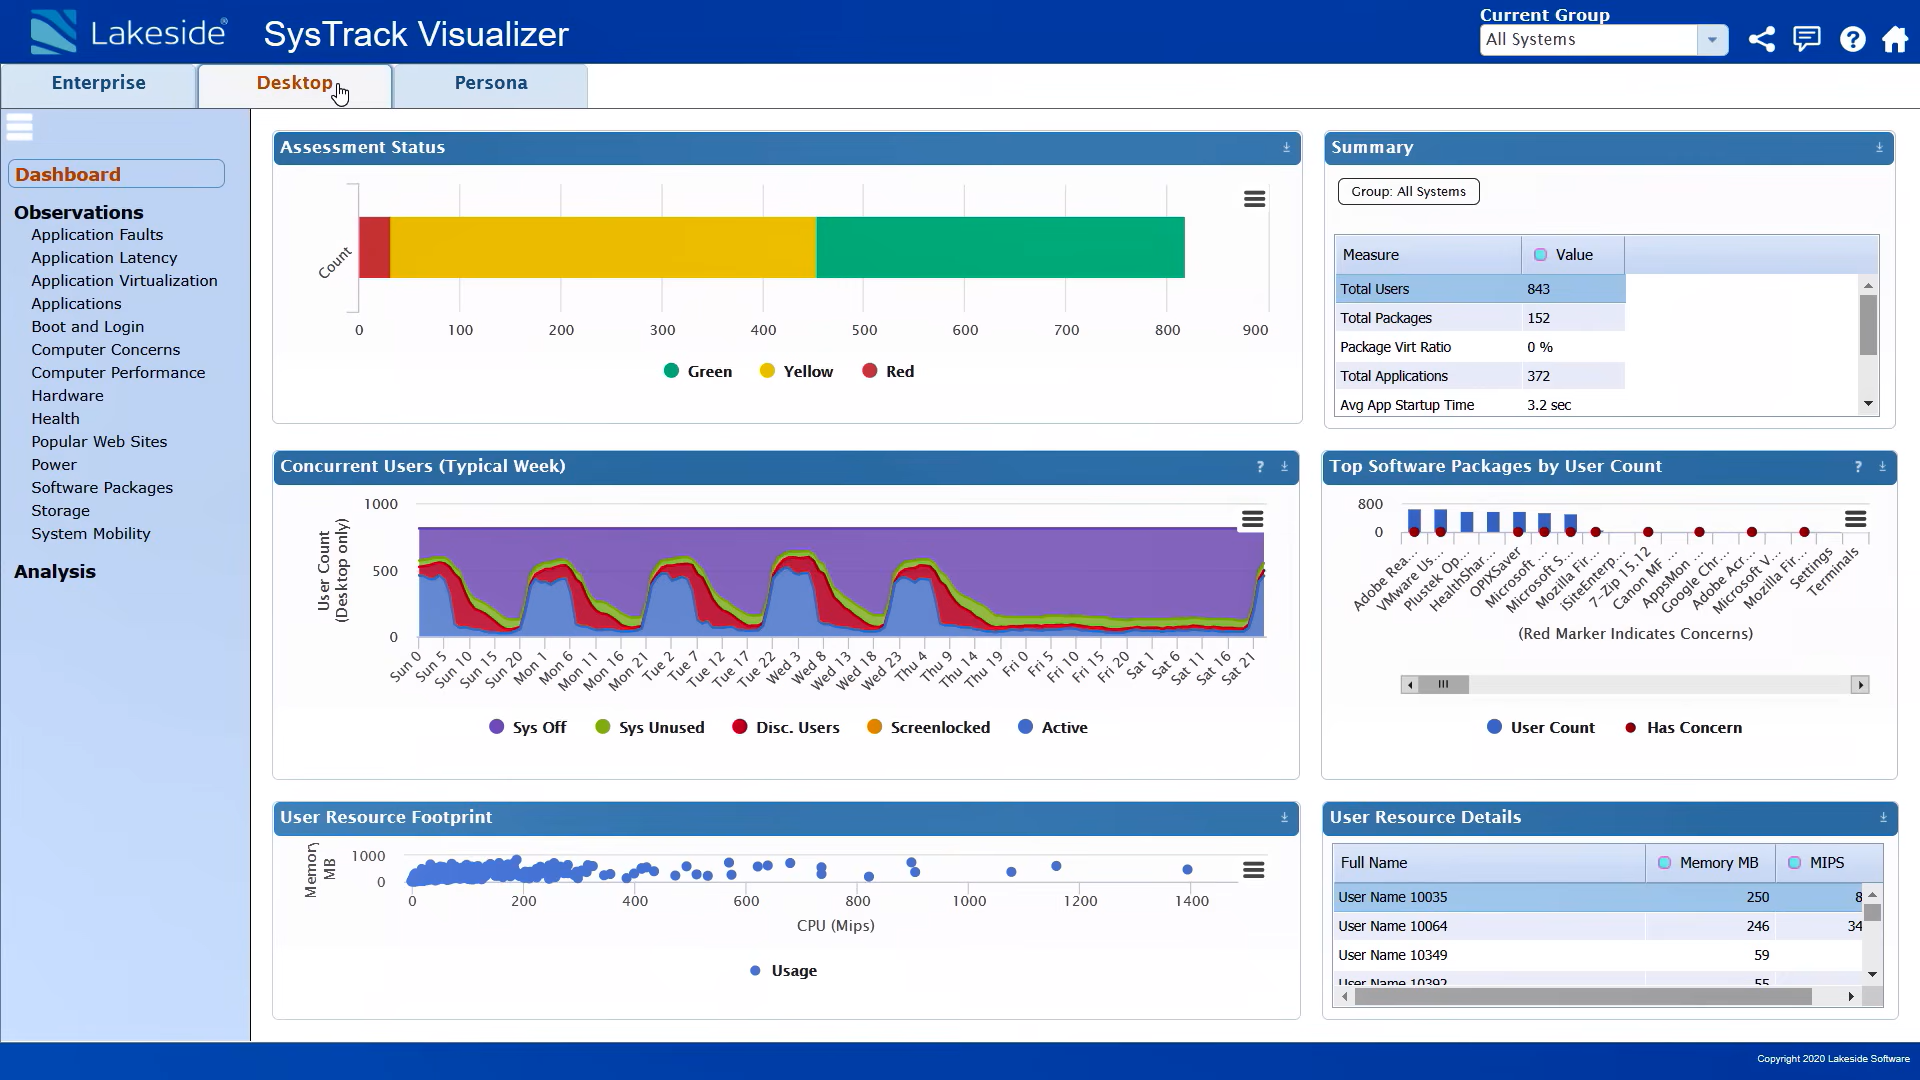 Lakeside®
SysTrack Visualizer
Current Group
All Systems
Enterprise
Desktop
Persona
Dashboard
Observations
Application Faults
Application Latency
Application Virtualization
Applications
Boot and Login
Computer Concerns
Computer Performance
Hardware
Health
Popular Web Sites
Power
Software Packages
Storage
System Mobility
Analysis
Assessment Status
Count
0 100 200 300 400 500 600 700 800 900
Green Yellow Red
Summary
Group: All Systems
Measure Value
Total Users 843
Total Packages 152
Package Virt Ratio 0 %
Total Applications 372
Avg App Startup Time 3.2 sec
Concurrent Users (Typical Week) ?
User Count
(Desktop only)
1000
500
0
Sun 0 Sun 5 Sun 10 Sun 15 Sun 20 Mon 1 Mon 6 Mon 11 Mon 16 Mon 21 Tue 2 Tue 7 Tue 12 Tue 17 Tue 22 Wed 3 Wed 8 Wed 13 Wed 18 Wed 23 Thu 4 Thu 9 Thu 14 Thu 19 Fri 0 Fri 5 Fri 10 Fri 15 Fri 20 Sat 1 Sat 6 Sat 11 Sat 16 Sat 21
Sys Off Sys Unused Disc. Users Screenlocked Active
Top Software Packages by User Count ?
800
0
Adobe Rea... VMware Us... Plustek Op... HealthShar... OPIXSaver Microsoft ... Microsoft S... Mozilla Fir... iSiteEnterp... 7-Zip 15.12 Canon MF ... AppsMon ... Google Chr... Adobe Acr... Microsoft V... Mozilla Fir... Settings Terminals
(Red Marker Indicates Concerns)
User Count Has Concern
User Resource Footprint
Memory
MB
1000
0
0 200 400 600 800 1000 1200 1400
CPU (Mips)
Usage
User Resource Details
Full Name Memory MB MIPS
User Name 10035 250 8
User Name 10064 246 34
User Name 10349 59
User Name 10392 55
Copyright 2020 Lakeside Software